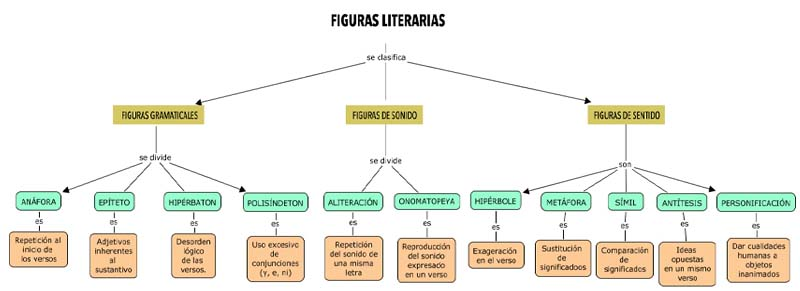 FIGURAS LITERARIAS
se clasifica
FIGURAS GRAMATICALES
FIGURAS DE SONIDO
FIGURAS DE SENTIDO
se divide
se divide
son
ANÁFORA
EPÍTETO
HIPÉRBATON
POLISÍNDETON
ALITERACIÓN
ONOMATOPEYA
HIPÉRBOLE
METÁFORA
SÍMIL
ANTÍTESIS
PERSONIFICACIÓN
es
es
es
es
es
es
es
es
es
es
es
Repetición al
inicio de
los versos
Adjetivos
inherentes
al
sustantivo
Desorden
lógico
de las
versos.
Uso excesivo
de
conjunciones
(y, e, ni)
Repetición
del sonido de
una misma
letra
Reproducción
del sonido
expresado
en un verso
Exageración
en el verso
Sustitución
de
significadoos
Comparación
de
significados
Ideas
opuestas
en un mismo
verso
Dar cualidades
humanas a
objetos
inanimados